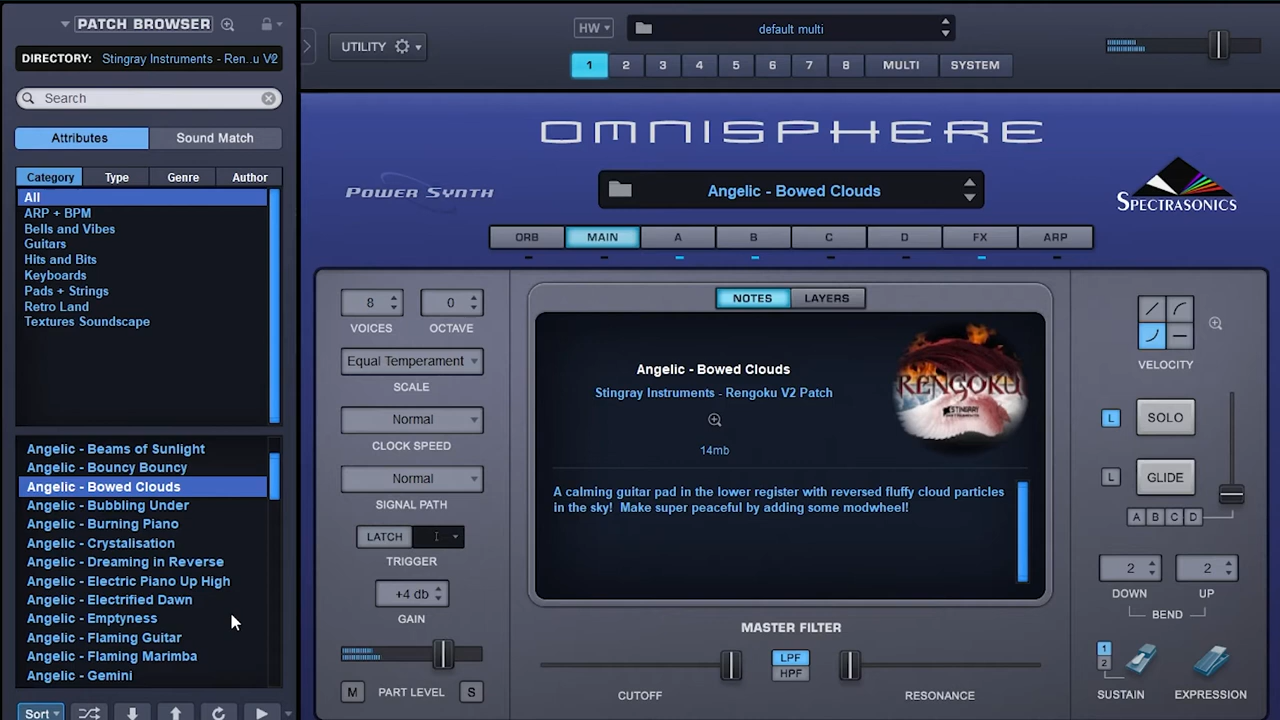 PATCH BROWSER
DIRECTORY: Stingray Instruments - Ren..u V2
Search
Attributes Sound Match
Category Type Genre Author
All
ARP + BPM
Bells and Vibes
Guitars
Hits and Bits
Keyboards
Pads + Strings
Retro Land
Textures Soundscape
Angelic - Beams of Sunlight
Angelic - Bouncy Bouncy
Angelic - Bowed Clouds
Angelic - Bubbling Under
Angelic - Burning Piano
Angelic - Crystalisation
Angelic - Dreaming in Reverse
Angelic - Electric Piano Up High
Angelic - Electrified Dawn
Angelic - Emptyness
Angelic - Flaming Guitar
Angelic - Flaming Marimba
Angelic - Gemini
Sort
UTILITY
HW
default multi
1 2 3 4 5 6 7 8 MULTI SYSTEM
OMNISPHERE
POWER SYNTH
Angelic - Bowed Clouds
SPECTRASONICS
ORB MAIN A B C D FX ARP
8 0
VOICES OCTAVE
Equal Temperament
SCALE
Normal
CLOCK SPEED
Normal
SIGNAL PATH
LATCH
TRIGGER
+4 db
GAIN
M PART LEVEL S
NOTES LAYERS
Angelic - Bowed Clouds
Stingray Instruments - Rengoku V2 Patch
14mb
RENGOKU
STINGRAY
A calming guitar pad in the lower register with reversed fluffy cloud particles
in the sky! Make super peaceful by adding some modwheel!
MASTER FILTER
LPF
HPF
CUTOFF RESONANCE
VELOCITY
L SOLO
L GLIDE
A B C D
2 2
DOWN UP
BEND
1
2
SUSTAIN EXPRESSION